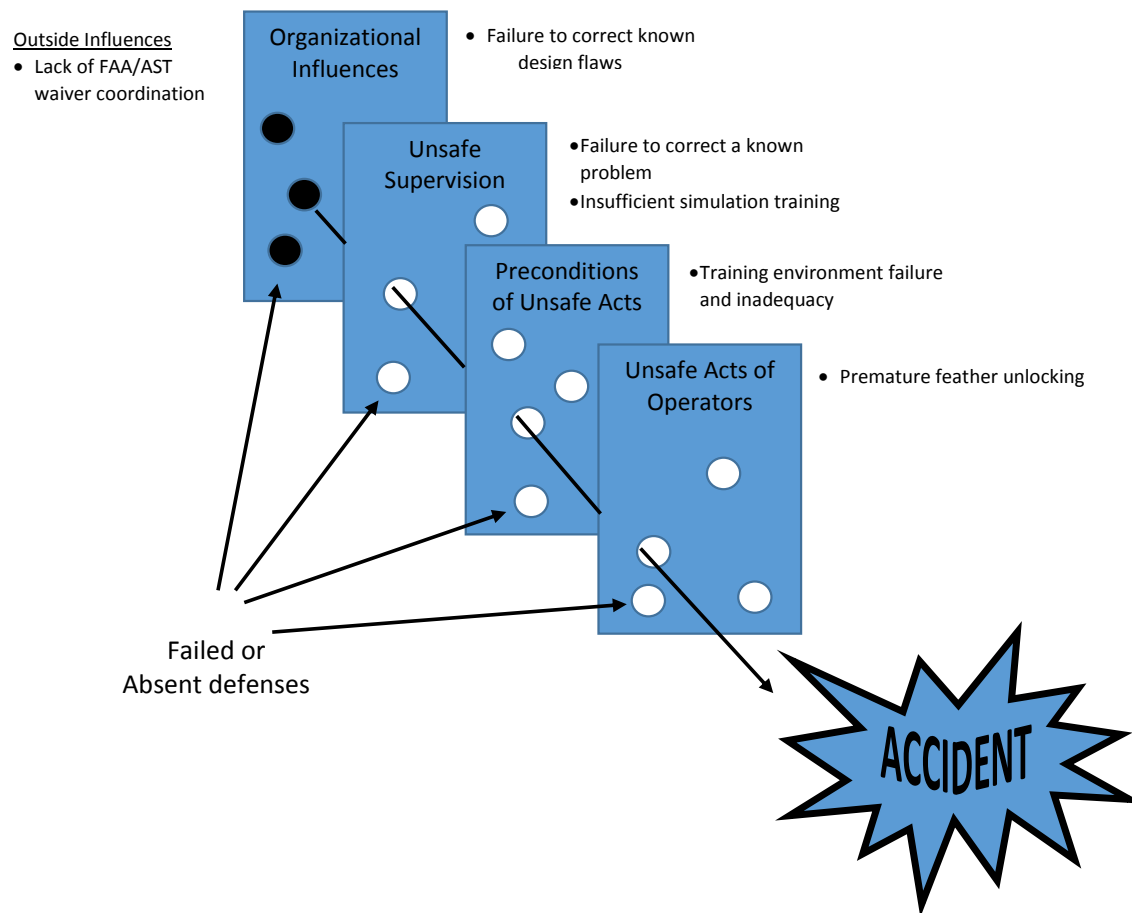 Outside Influences
• Lack of FAA/AST
waiver coordination
Organizational
Influences
• Failure to correct known
design flaws
Unsafe
Supervision
•Failure to correct a known
problem
•Insufficient simulation training
Preconditions
of Unsafe Acts
•Training environment failure
and inadequacy
Unsafe Acts of
Operators
• Premature feather unlocking
Failed or
Absent defenses
ACCIDENT